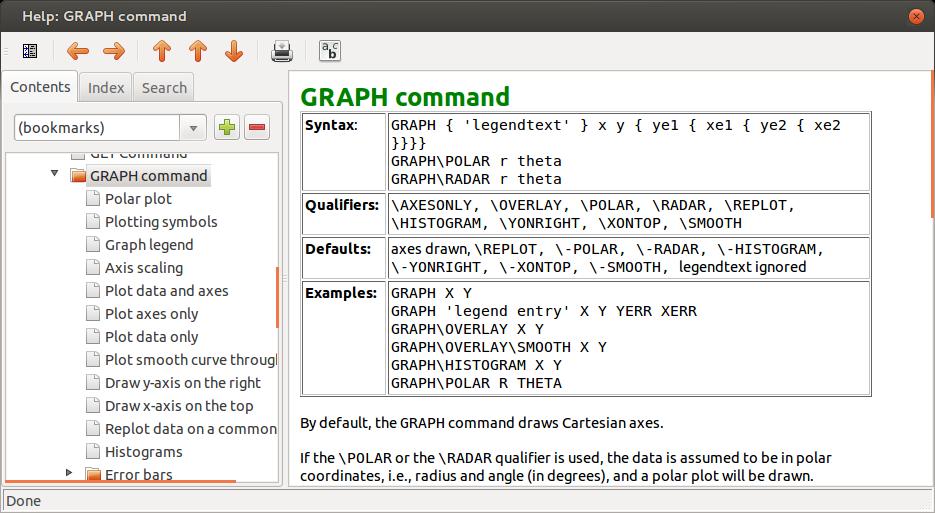 Help: GRAPH command
a c b
Contents
Index
Search
(bookmarks)
GET Command
GRAPH command
Polar plot
Plotting symbols
Graph legend
Axis scaling
Plot data and axes
Plot axes only
Plot data only
Plot smooth curve throug
Draw y-axis on the right
Draw x-axis on the top
Replot data on a common
Histograms
Error bars
GRAPH command
Syntax:
GRAPH { 'legendtext' } x y { ye1 { xe1 { ye2 { xe2
}}}}
GRAPH\POLAR r theta
GRAPH\RADAR r theta
Qualifiers:
\AXESONLY, \OVERLAY, \POLAR, \RADAR, \REPLOT,
\HISTOGRAM, \YONRIGHT, \XONTOP, \SMOOTH
Defaults:
axes drawn, \REPLOT, \-POLAR, \-RADAR, \-HISTOGRAM,
\-YONRIGHT, \-XONTOP, \-SMOOTH, legendtext ignored
Examples:
GRAPH X Y
GRAPH 'legend entry' X Y YERR XERR
GRAPH\OVERLAY X Y
GRAPH\OVERLAY\SMOOTH X Y
GRAPH\HISTOGRAM X Y
GRAPH\POLAR R THETA
By default, the GRAPH command draws Cartesian axes.
If the \POLAR or the \RADAR qualifier is used, the data is assumed to be in polar
coordinates, i.e., radius and angle (in degrees), and a polar plot will be drawn.
Done